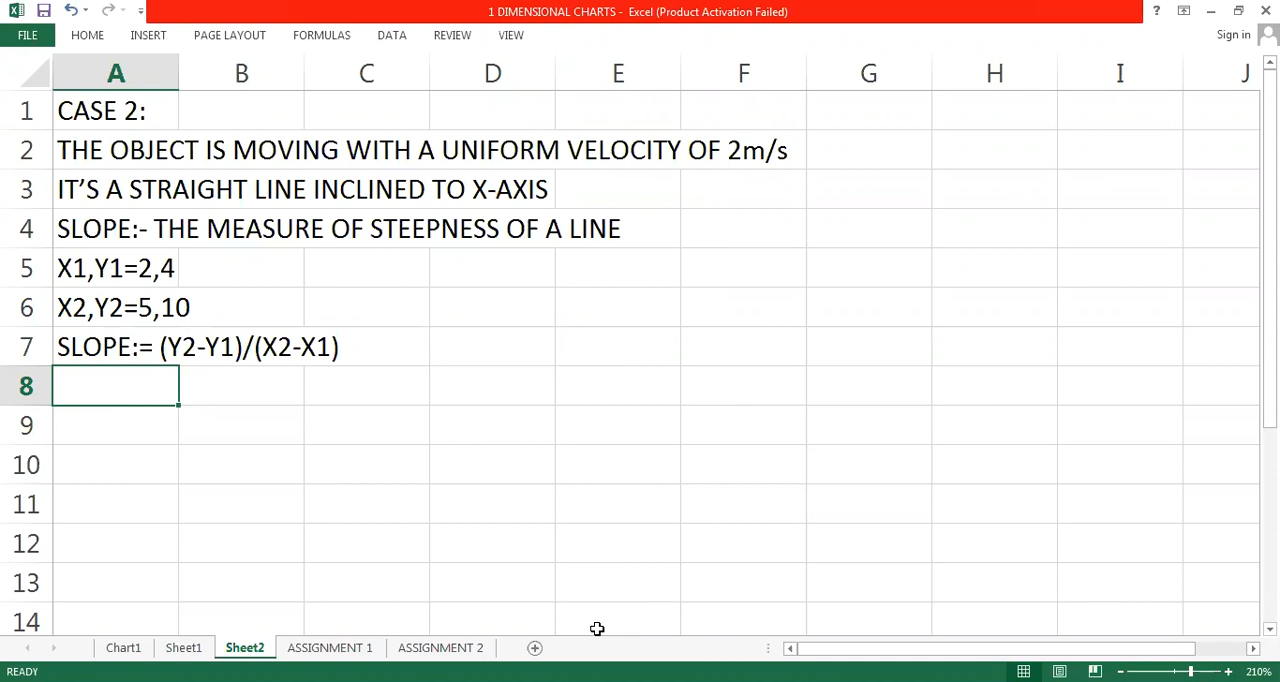 1 DIMENSIONAL CHARTS - Excel (Product Activation Failed)
?
FILE HOME INSERT PAGE LAYOUT FORMULAS DATA REVIEW VIEW Sign in
A B C D E F G H I J
1 CASE 2:
2 THE OBJECT IS MOVING WITH A UNIFORM VELOCITY OF 2m/s
3 IT’S A STRAIGHT LINE INCLINED TO X-AXIS
4 SLOPE:- THE MEASURE OF STEEPNESS OF A LINE
5 X1,Y1=2,4
6 X2,Y2=5,10
7 SLOPE:= (Y2-Y1)/(X2-X1)
8
9
10
11
12
13
14
Chart1 Sheet1 Sheet2 ASSIGNMENT 1 ASSIGNMENT 2
READY 210%